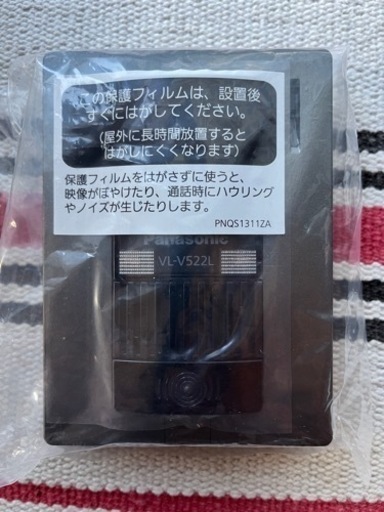 この保護フィルムは、設置後
すぐにはがしてください。
(屋外に長時間放置すると
はがしにくくなります)
保護フィルムをはがさずに使うと、
映像がぼやけたり、通話時にハウリング
やノイズが生じたりします。
PNQS1311ZA
Panasonic
VL-V522L